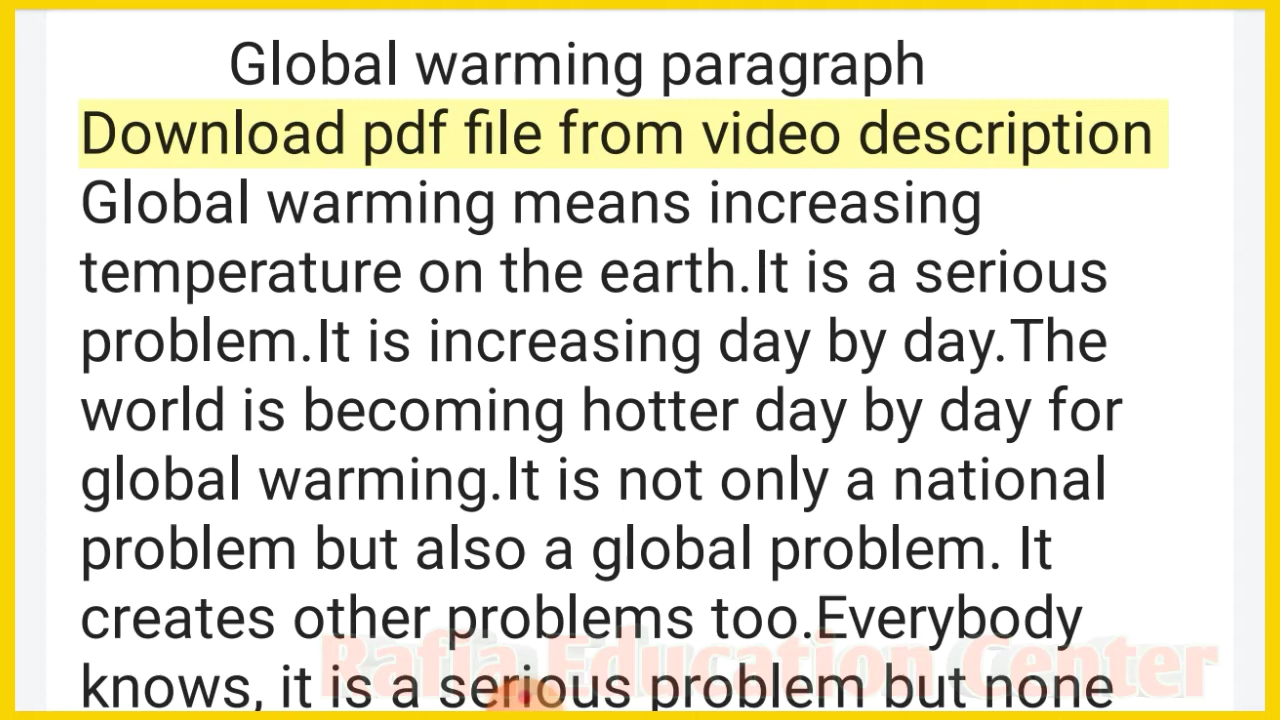 Global warming paragraph
Download pdf file from video description
Global warming means increasing
temperature on the earth.It is a serious
problem.It is increasing day by day.The
world is becoming hotter day by day for
global warming.It is not only a national
problem but also a global problem. It
creates other problems too.Everybody
Rafia Education Center
knows, it is a serious problem but none